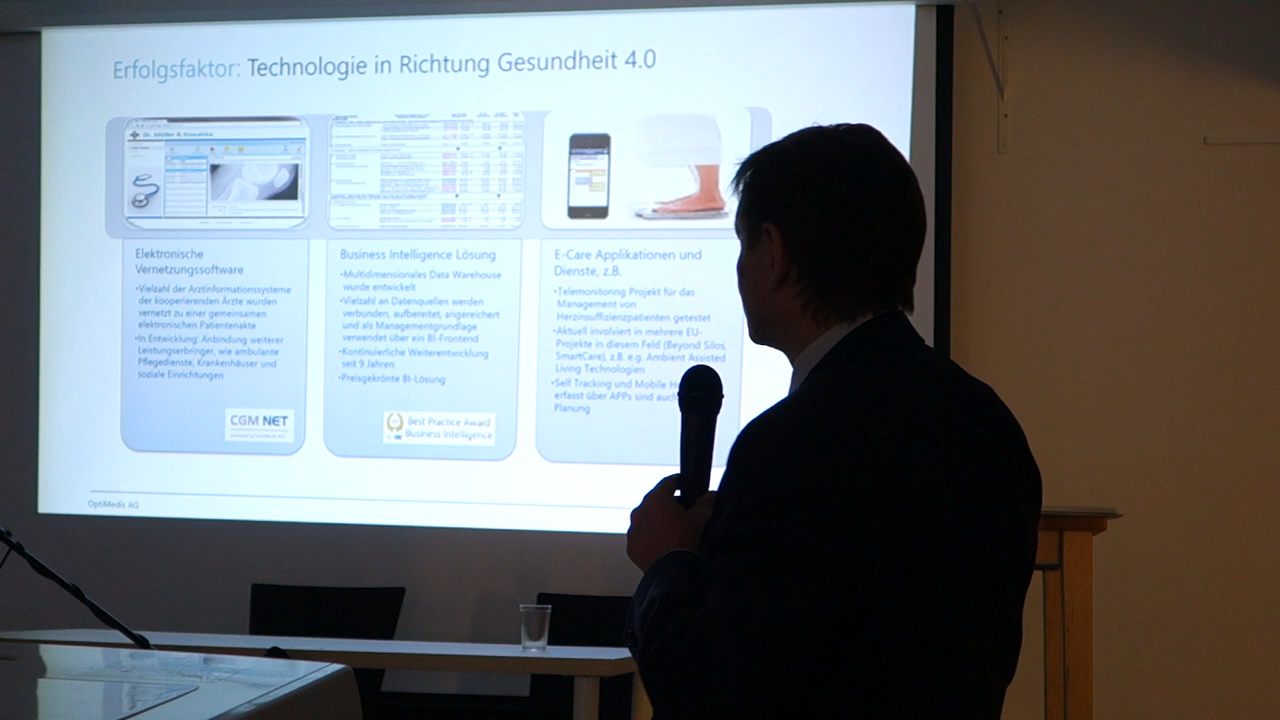 Erfolgsfaktor: Technologie in Richtung Gesundheit 4.0
Dr. Müller & Kowalska
Elektronische
Vernetzungssoftware
•Vielzahl der Arztinformationssysteme
der kooperierenden Ärzte wurden
vernetzt zu einer gemeinsamen
elektronischen Patientenakte
•In Entwicklung: Anbindung weiterer
Leistungserbringer, wie ambulante
Pflegedienste, Krankenhäuser und
soziale Einrichtungen
CGM NET
Business Intelligence Lösung
•Multidimensionales Data Warehouse
wurde entwickelt
•Vielzahl an Datenquellen werden
verbunden, aufbereitet, angereichert
und als Managementgrundlage
verwendet über ein BI-Frontend
•Kontinuierliche Weiterentwicklung
seit 9 Jahren
•Preisgekrönte BI-Lösung
Best Practice Award
Business Intelligence
E-Care Applikationen und
Dienste, z.B.
•Telemonitoring Projekt für das
Management von
Herzinsuffizienzpatienten getestet
•Aktuell involviert in mehrere EU-
Projekte in diesem Feld (Beyond Silos,
SmartCare), z.B. e.g. Ambient Assisted
Living Technologien
•Self Tracking und Mobile
erfasst über APPs sind
Planung
OptiMedis AG